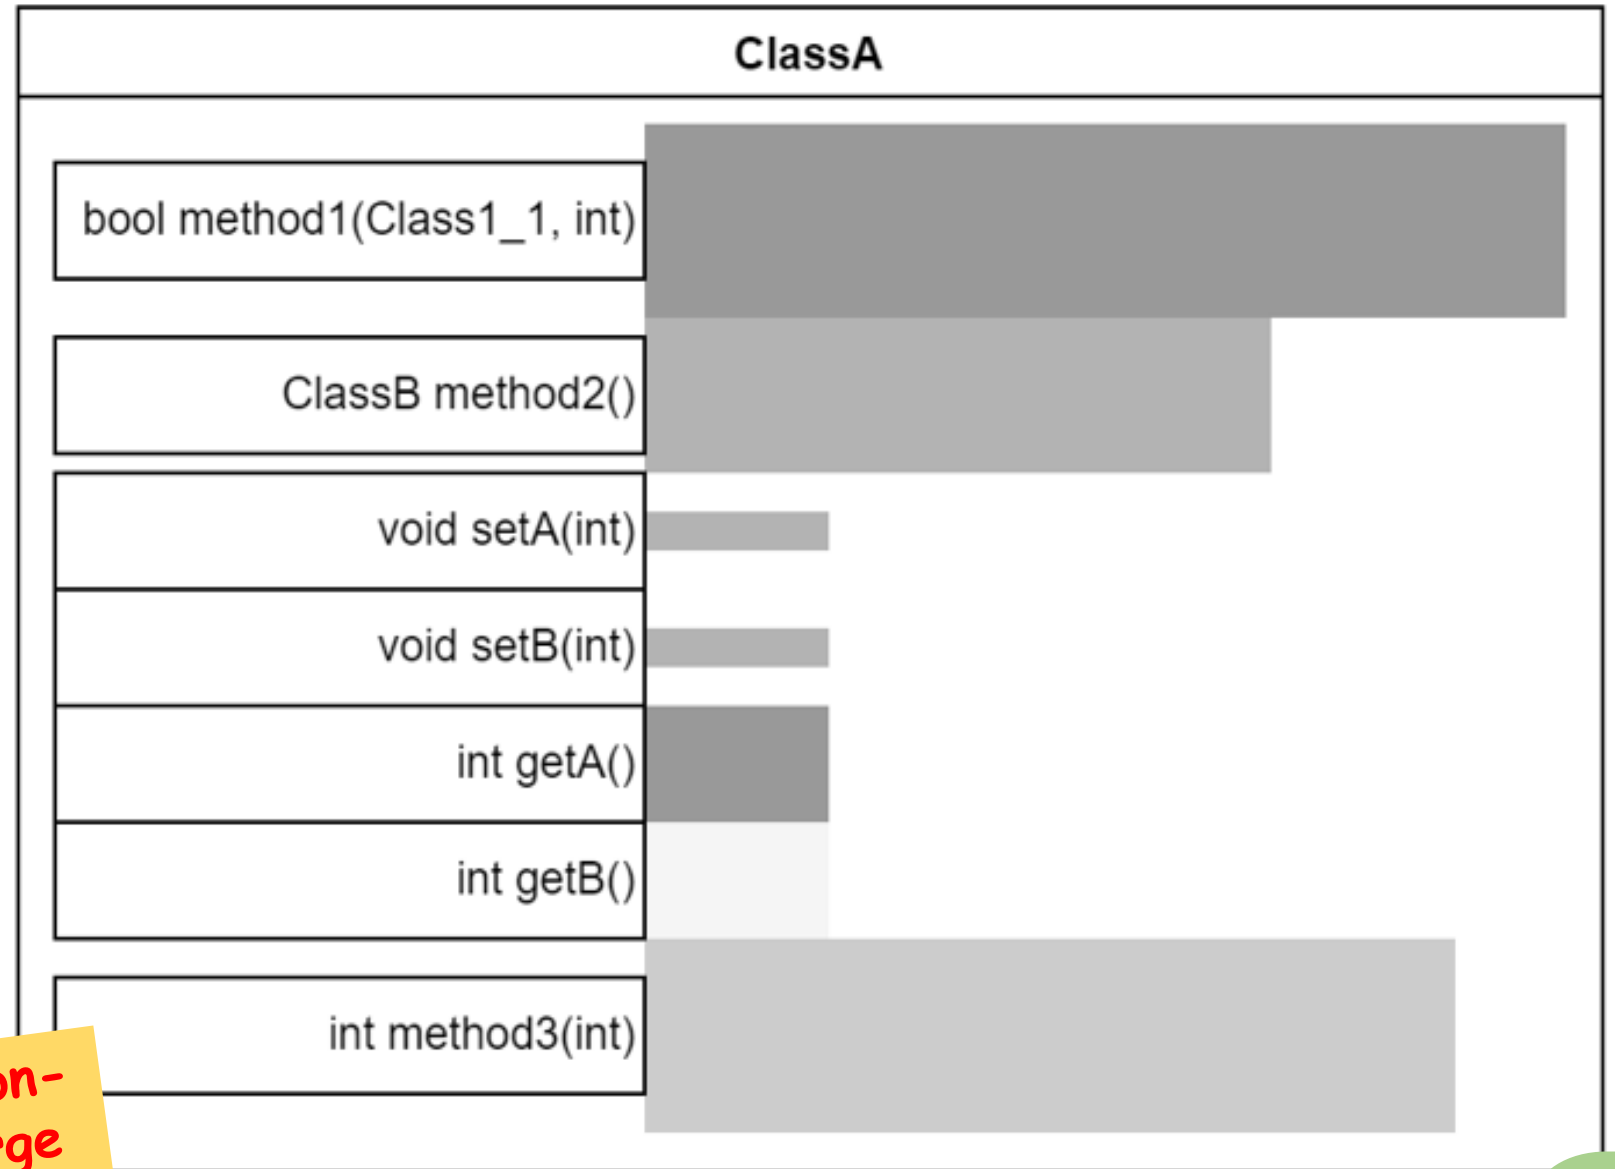 ClassA
bool method1(Class1_1, int)
ClassB method2()
void setA(int)
void setB(int)
int getA()
int getB()
int method3(int)